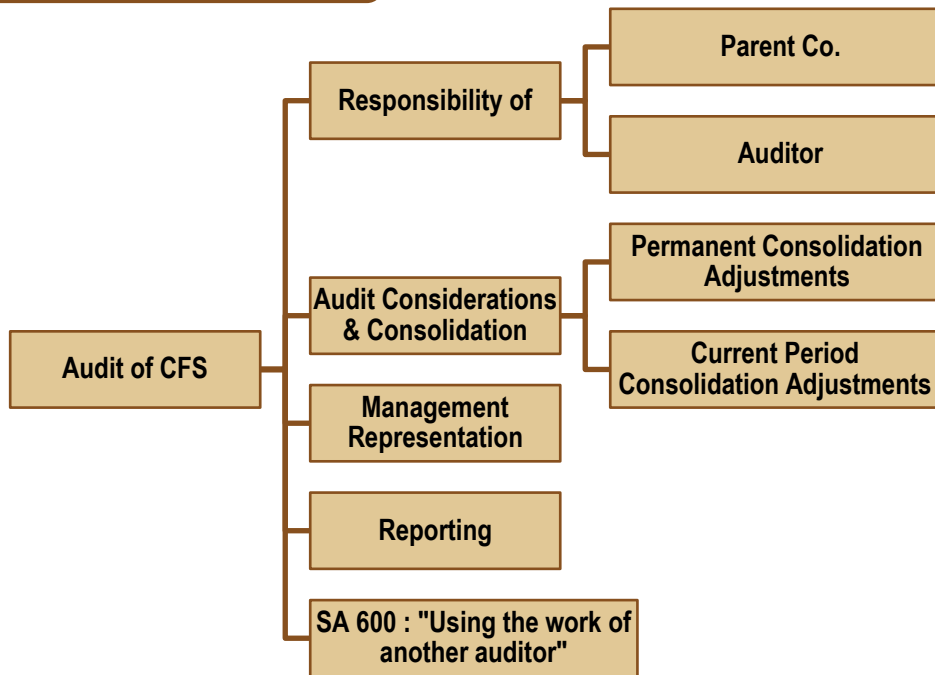 Audit of CFS
Responsibility of
Parent Co.
Auditor
Audit Considerations
& Consolidation
Permanent Consolidation
Adjustments
Current Period
Consolidation Adjustments
Management
Representation
Reporting
SA 600 : "Using the work of
another auditor"